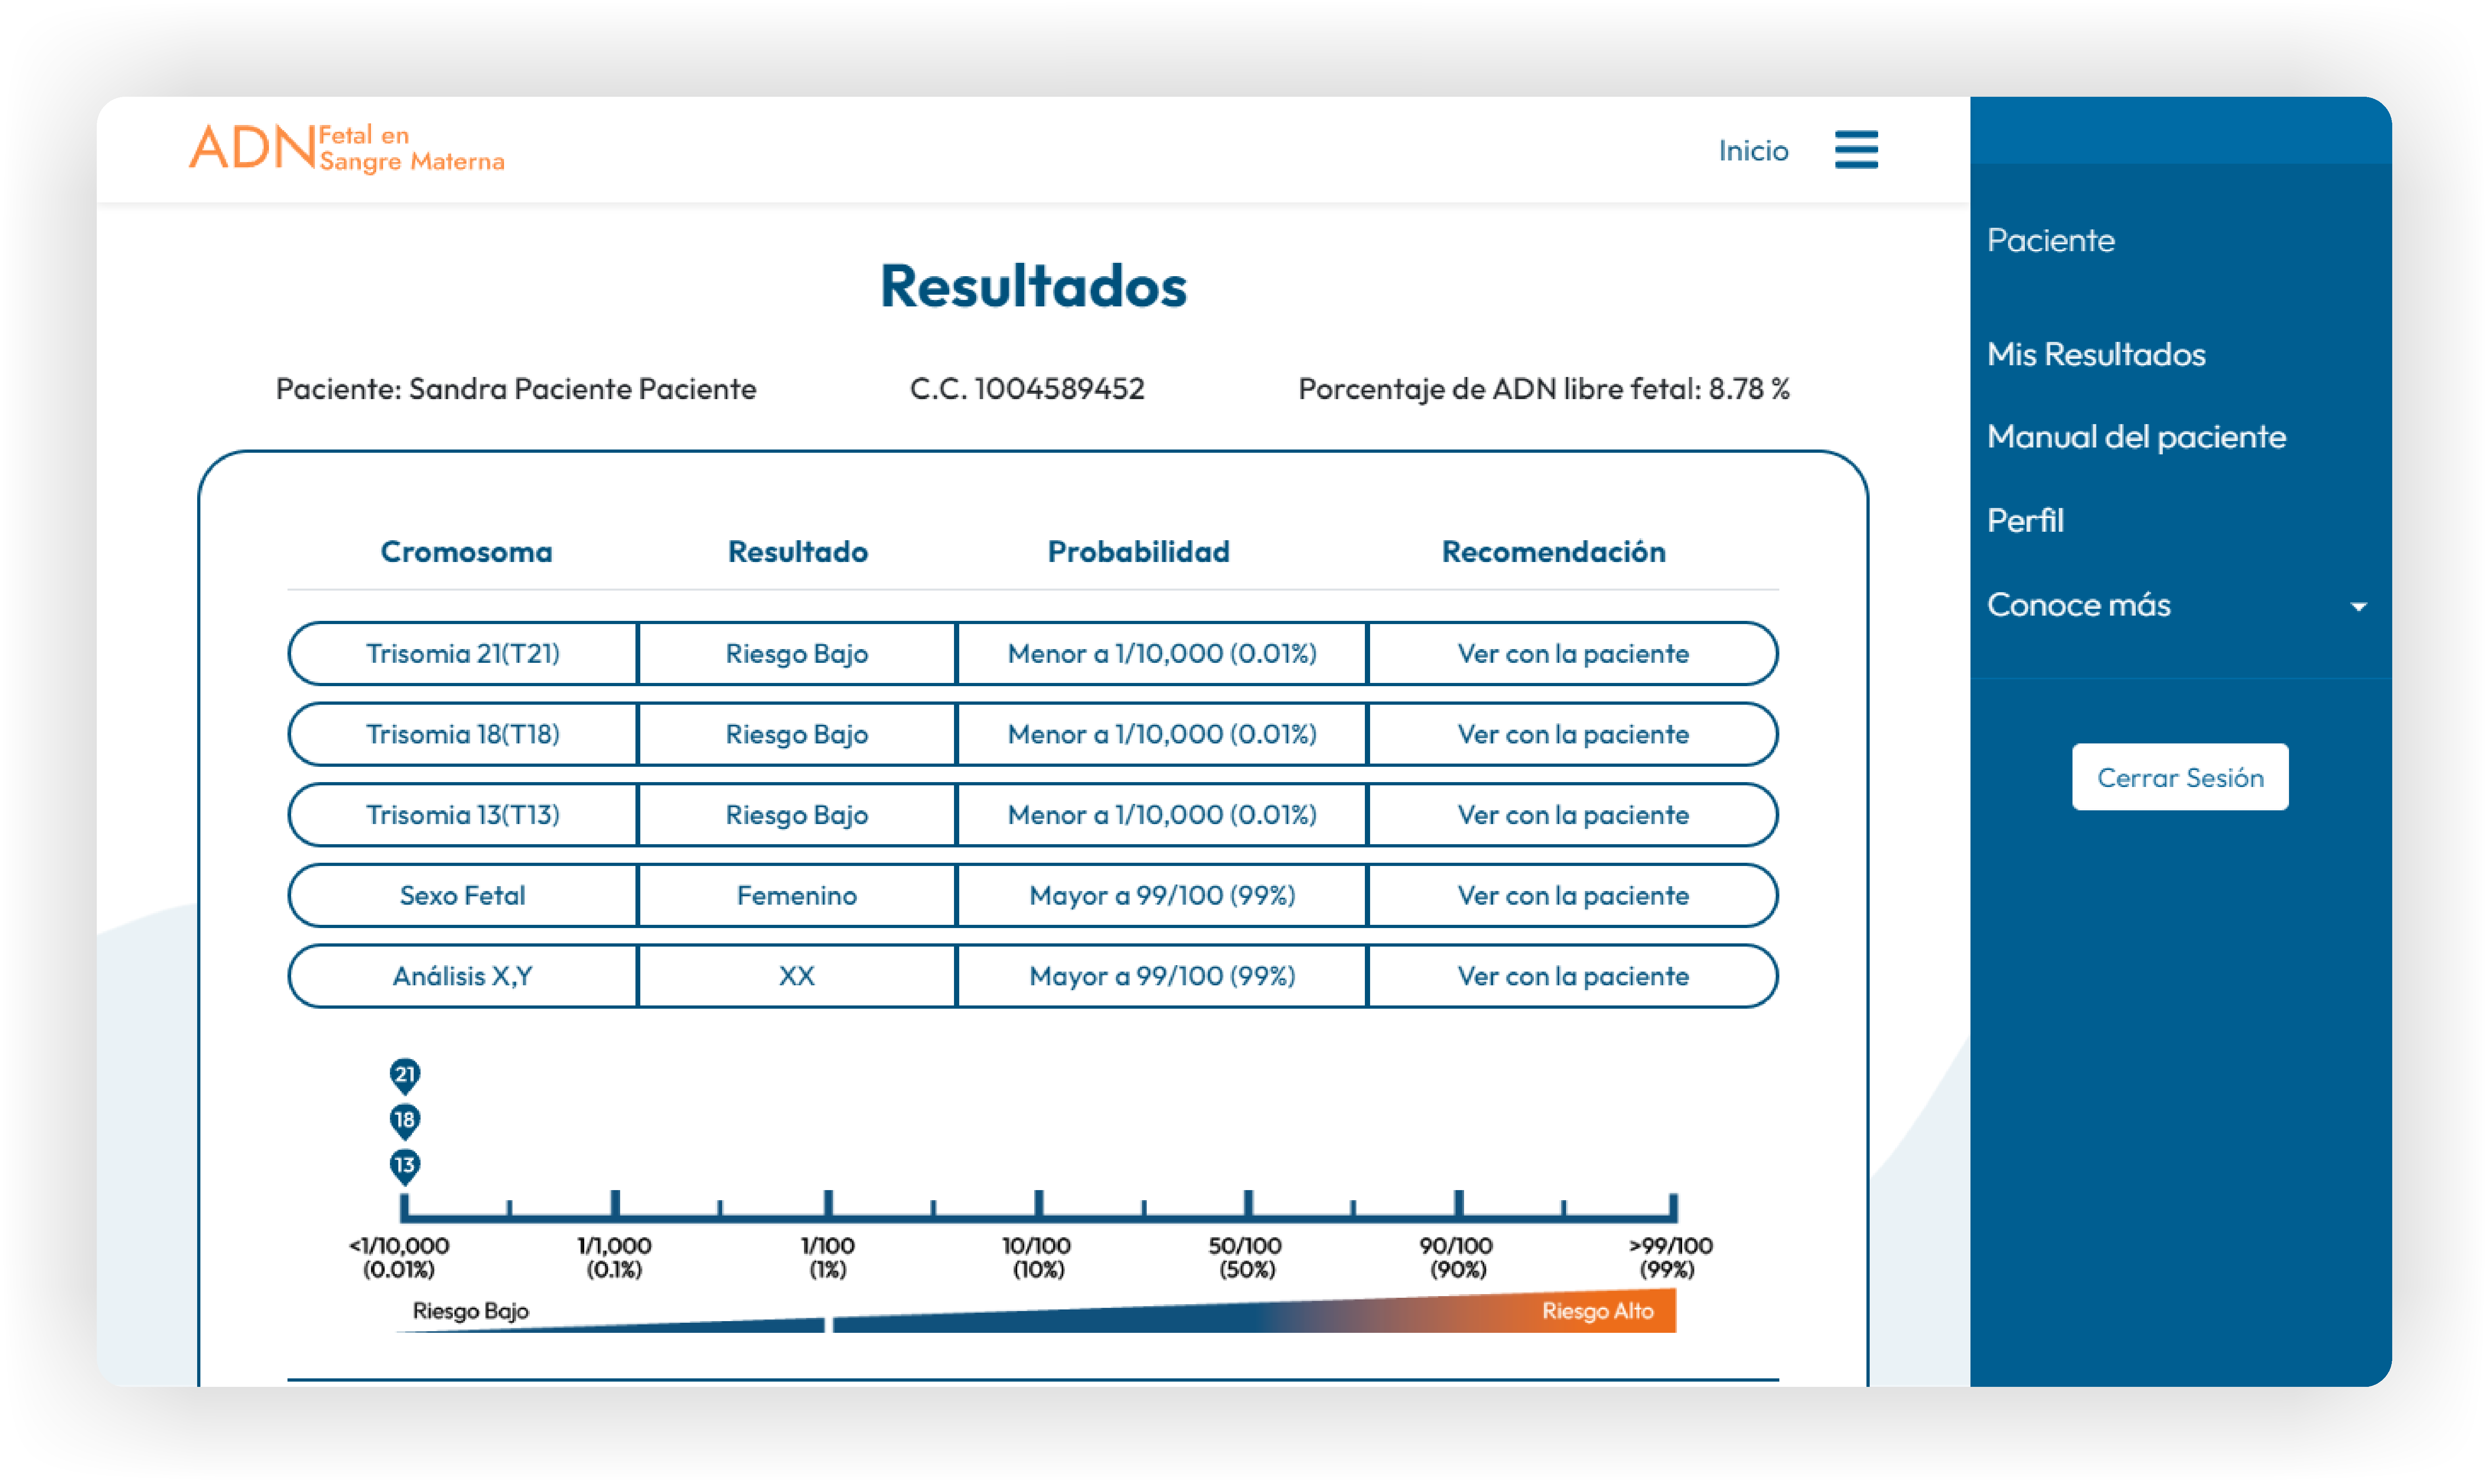 ADN Fetal en
Sangre Materna
Inicio
Resultados
Paciente: Sandra Paciente Paciente C.C. 1004589452 Porcentaje de ADN libre fetal: 8.78 %
Cromosoma Resultado Probabilidad Recomendación
Trisomia 21(T21) Riesgo Bajo Menor a 1/10,000 (0.01%) Ver con la paciente
Trisomia 18(T18) Riesgo Bajo Menor a 1/10,000 (0.01%) Ver con la paciente
Trisomia 13(T13) Riesgo Bajo Menor a 1/10,000 (0.01%) Ver con la paciente
Sexo Fetal Femenino Mayor a 99/100 (99%) Ver con la paciente
Análisis X,Y XX Mayor a 99/100 (99%) Ver con la paciente
21
18
13
<1/10,000 1/1,000 1/100 10/100 50/100 90/100 >99/100
(0.01%) (0.1%) (1%) (10%) (50%) (90%) (99%)
Riesgo Bajo Riesgo Alto
Paciente
Mis Resultados
Manual del paciente
Perfil
Conoce más
Cerrar Sesión